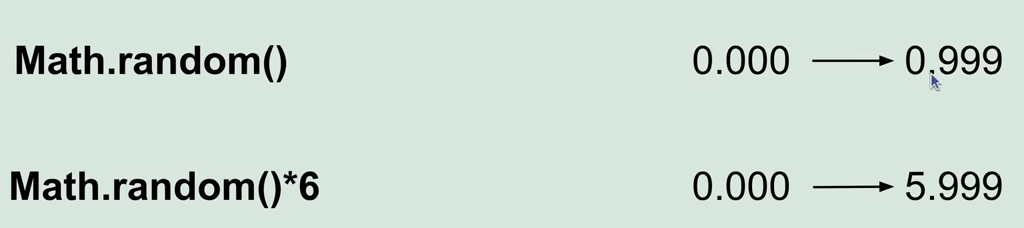 Math.random() 0.000 → 0.999
Math.random()*6 0.000 → 5.999